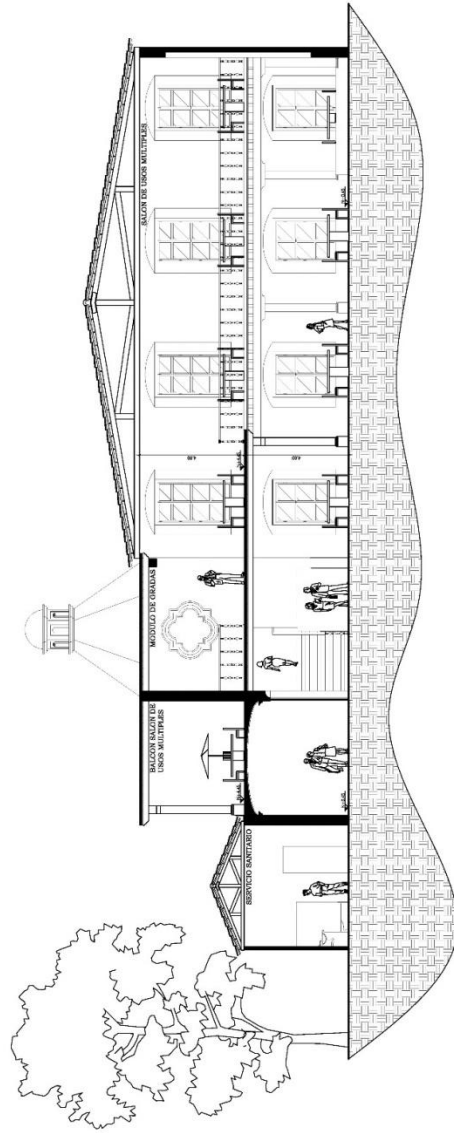 SERVICIO SANITARIO
BALCON SALON DE
USOS MULTIPLES
MODULO DE GRADAS
SALON DE USOS MULTIPLES